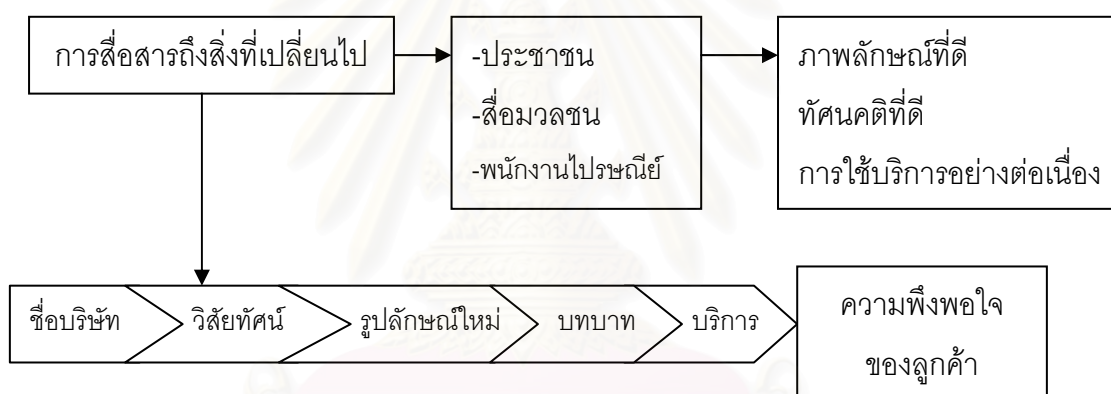 การสื่อสารถึงสิ่งที่เปลี่ยนไป
-ประชาชน
-สื่อมวลชน
-พนักงานไปรษณีย์
ภาพลักษณ์ที่ดี
ทัศนคติที่ดี
การใช้บริการอย่างต่อเนื่อง
ชื่อบริษัท
วิสัยทัศน์
รูปลักษณ์ใหม่
บทบาท
บริการ
ความพึงพอใจ
ของลูกค้า